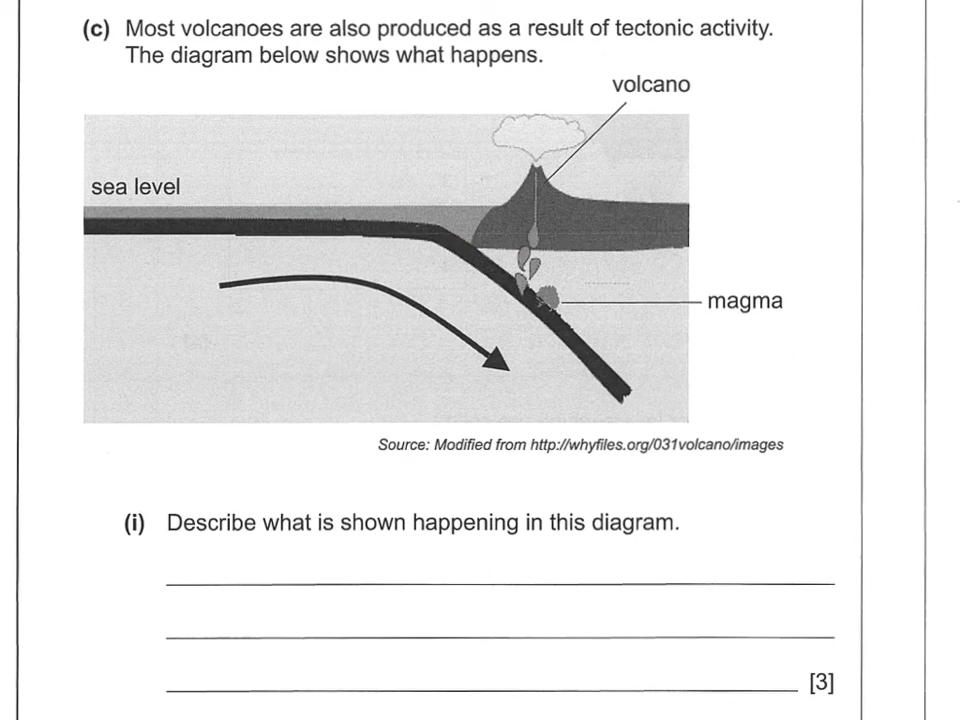 (c) Most volcanoes are also produced as a result of tectonic activity.
The diagram below shows what happens.
volcano
sea level
magma
Source: Modified from http://whyfiles.org/031volcano/images
(i) Describe what is shown happening in this diagram.
[3]